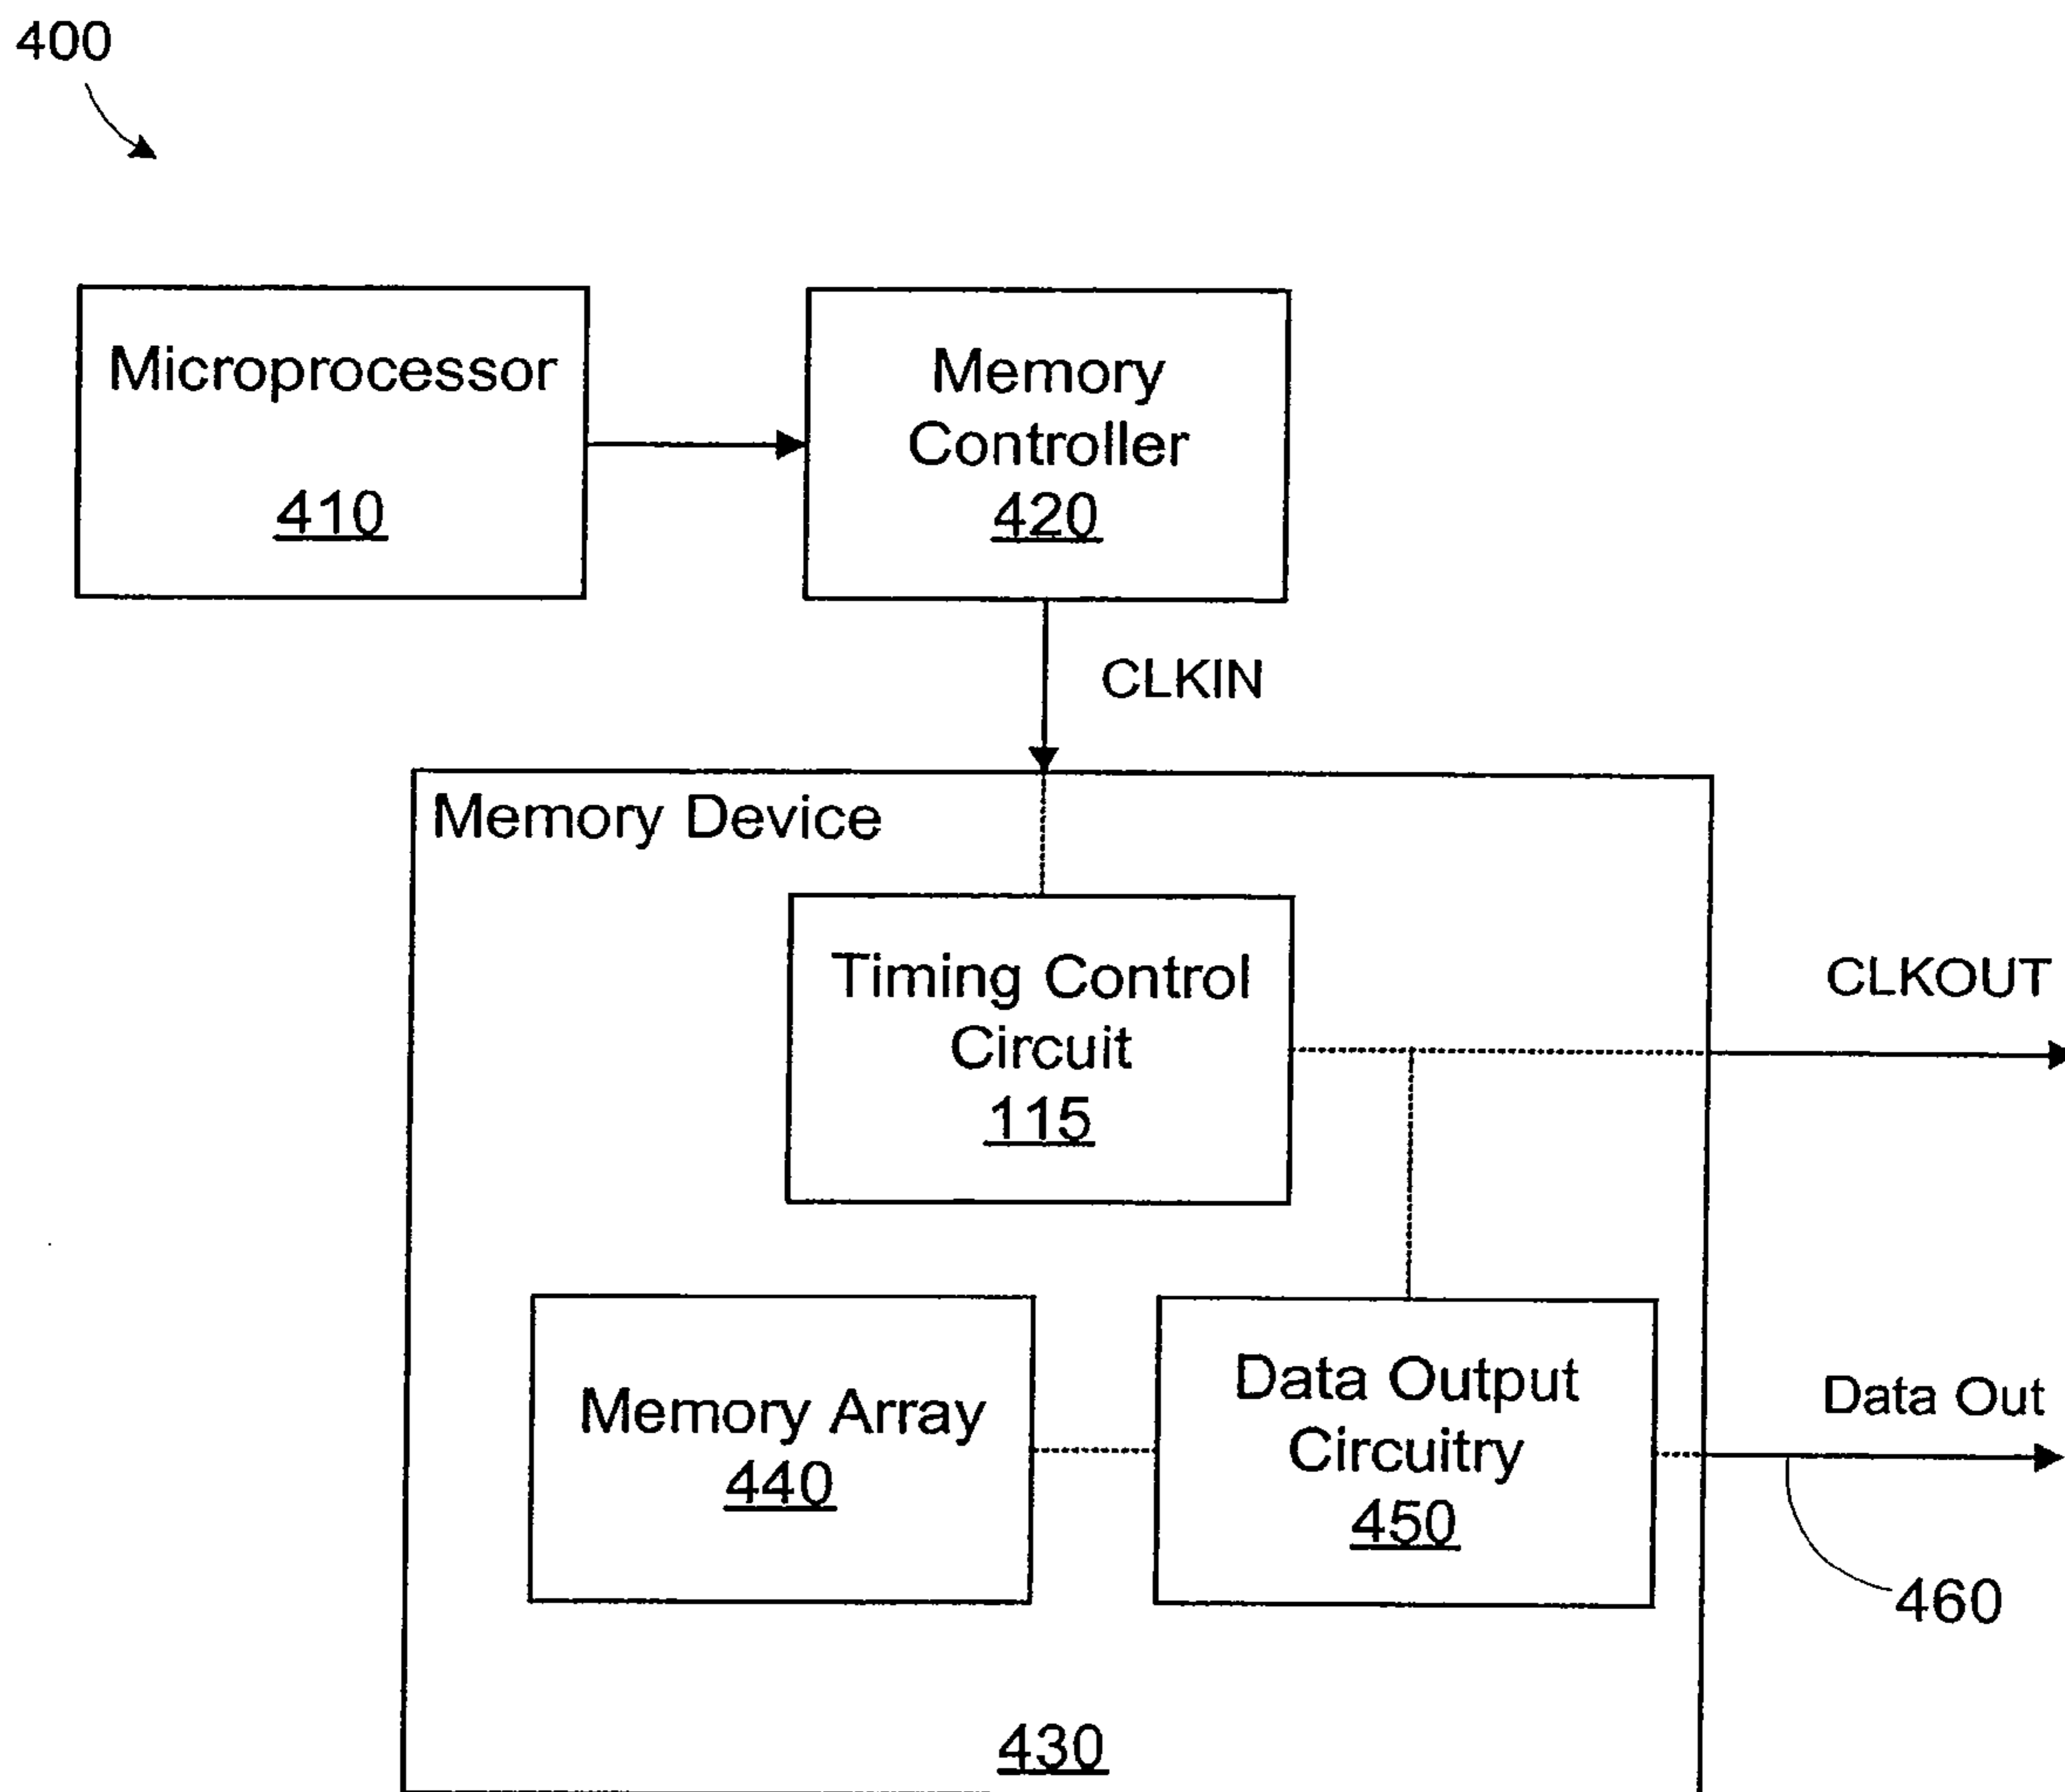 400
Microprocessor
410
Memory
Controller
420
CLKIN
Memory Device
Timing Control
Circuit
115
CLKOUT
Memory Array
440
Data Output
Circuitry
450
Data Out
460
430